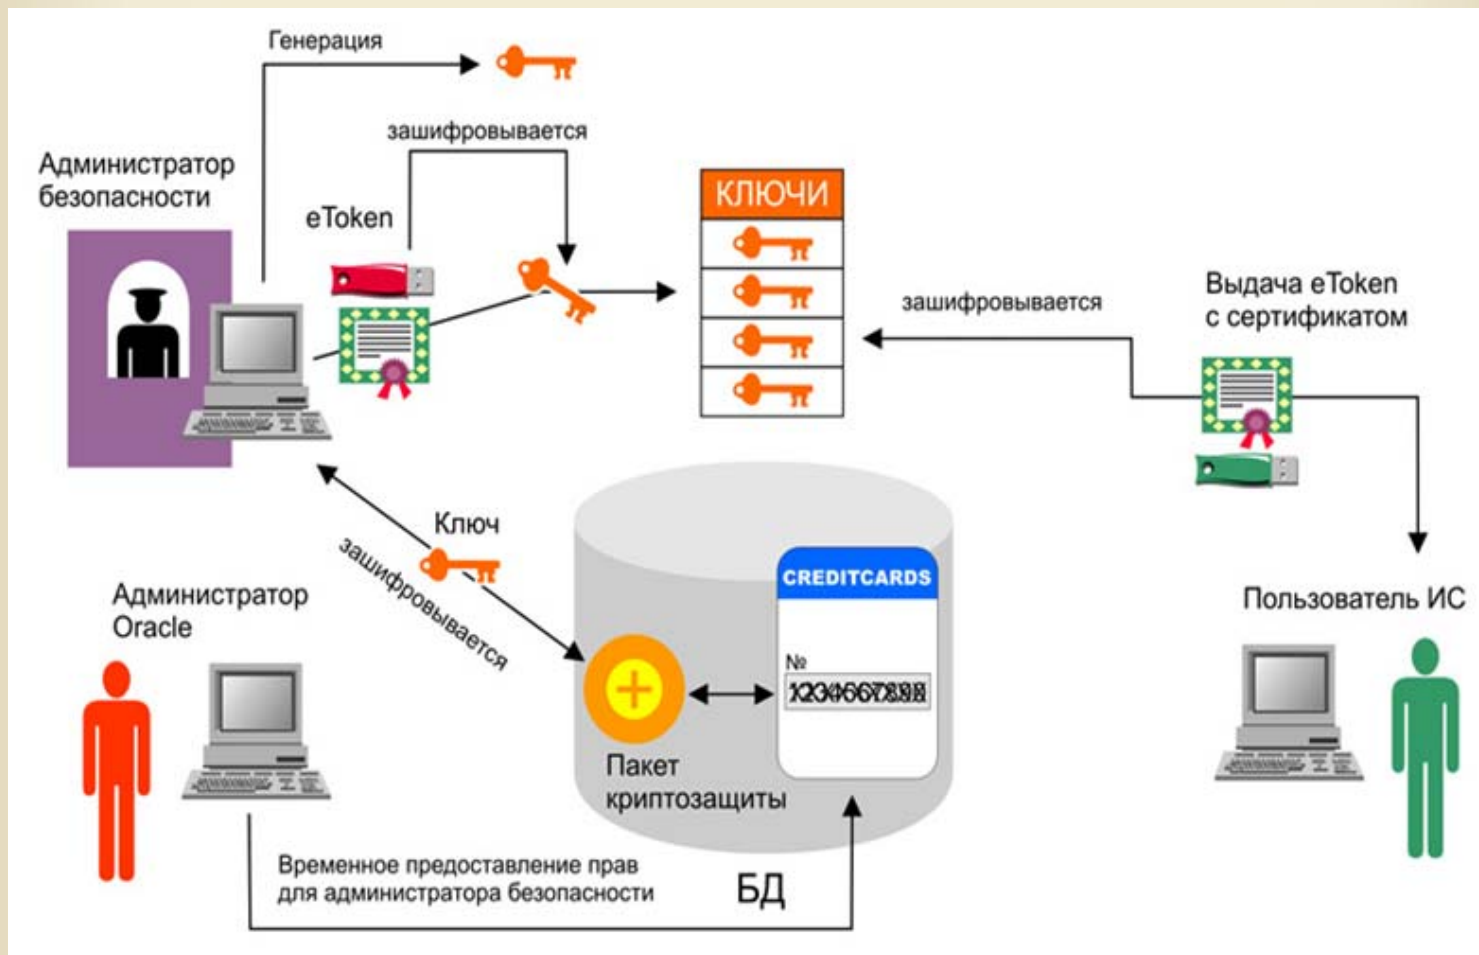 Генерация
зашифровывается
Администратор
безопасности
eToken
КЛЮЧИ
зашифровывается
Выдача eToken
с сертификатом
Ключ
зашифровывается
CREDITCARDS
№
Администратор
Oracle
Пользователь ИС
Пакет
криптозащиты
Временное предоставление прав
для администратора безопасности
БД